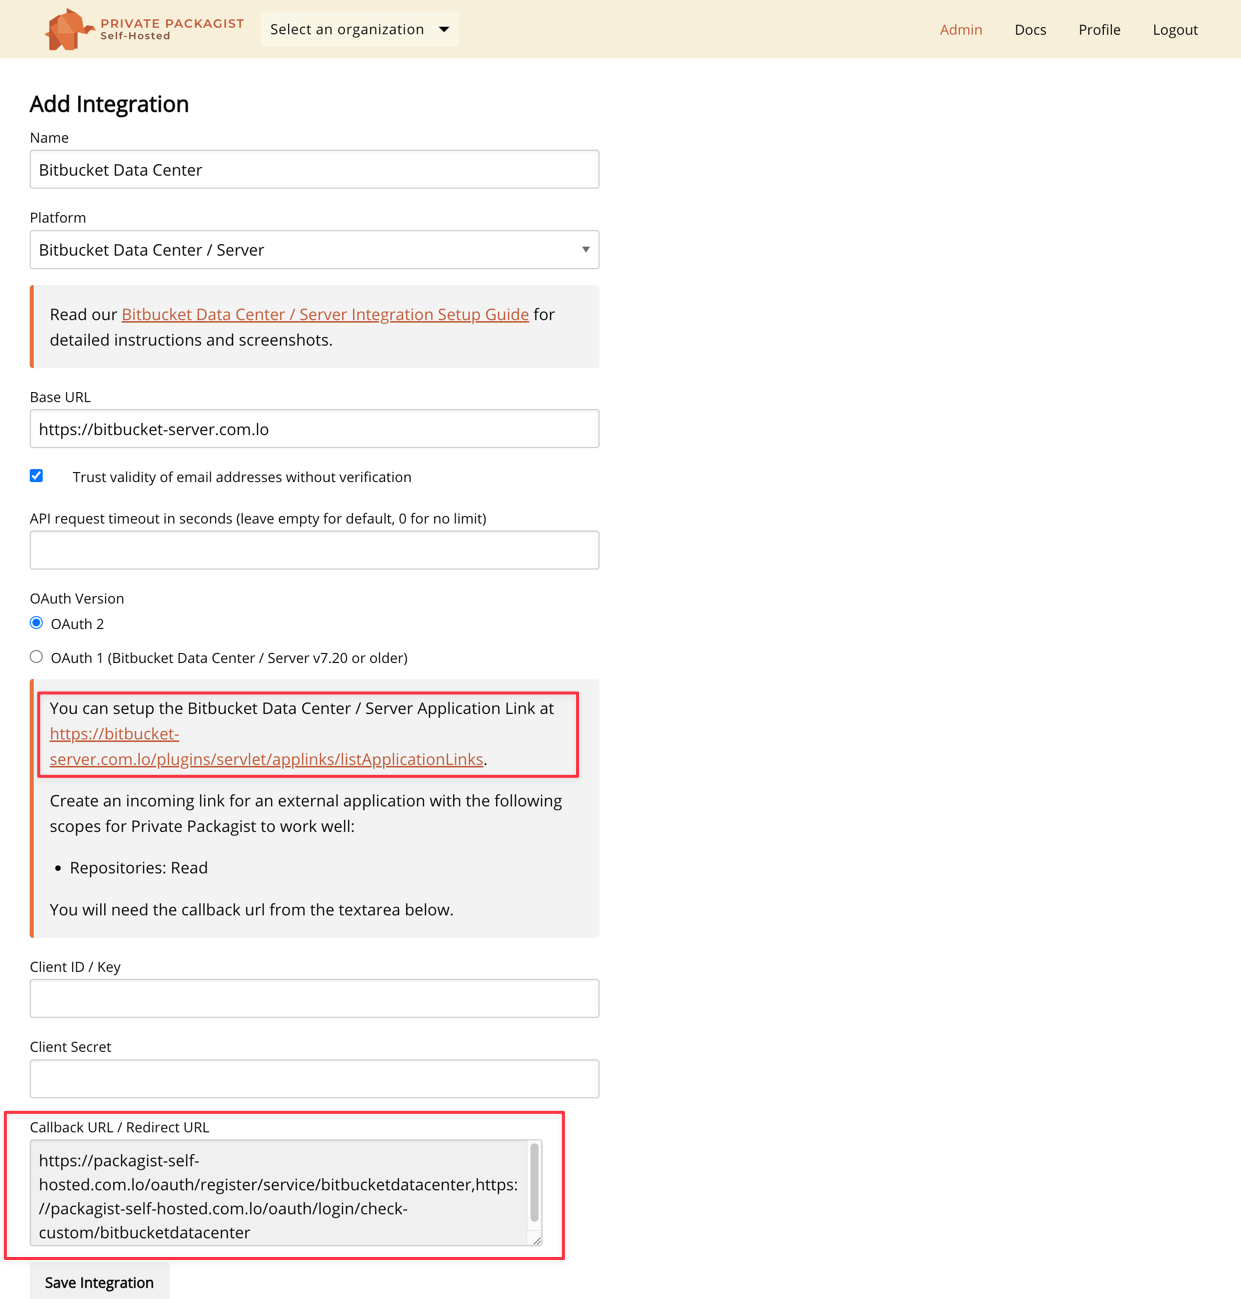 PRIVATE PACKAGIST
Self-Hosted
Select an organization
Admin
Docs
Profile
Logout
Add Integration
Name
Bitbucket Data Center
Platform
Bitbucket Data Center / Server
Read our Bitbucket Data Center / Server Integration Setup Guide for
detailed instructions and screenshots.
Base URL
https://bitbucket-server.com.lo
Trust validity of email addresses without verification
API request timeout in seconds (leave empty for default, 0 for no limit)
OAuth Version
OAuth 2
OAuth 1 (Bitbucket Data Center / Server v7.20 or older)
You can setup the Bitbucket Data Center / Server Application Link at
https://bitbucket-
server.com.lo/plugins/servlet/applinks/listApplicationLinks.
Create an incoming link for an external application with the following
scopes for Private Packagist to work well:
• Repositories: Read
You will need the callback url from the textarea below.
Client ID / Key
Client Secret
Callback URL / Redirect URL
https://packagist-self-
hosted.com.lo/oauth/register/service/bitbucketdatacenter,https:
//packagist-self-hosted.com.lo/oauth/login/check-
custom/bitbucketdatacenter
Save Integration